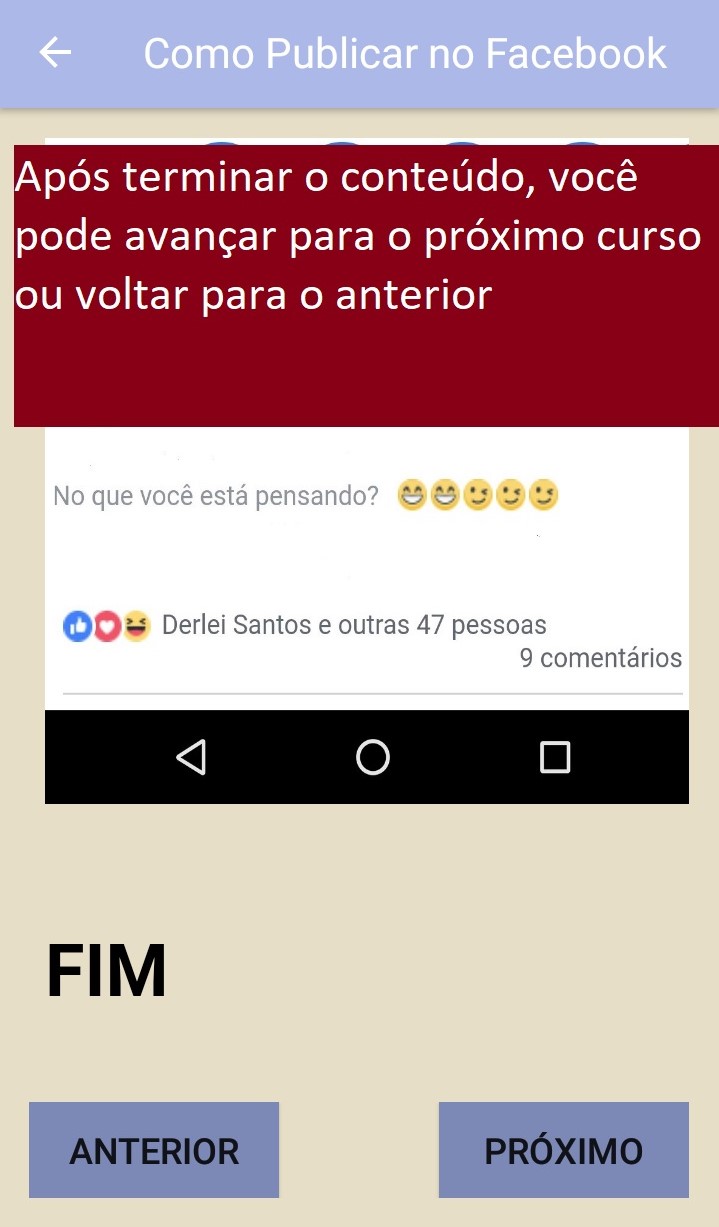 Como Publicar no Facebook
Após terminar o conteúdo, você
pode avançar para o próximo curso
ou voltar para o anterior
No que você está pensando? 😁😁😉😉😉
Derlei Santos e outras 47 pessoas
9 comentários
FIM
ANTERIOR
PRÓXIMO